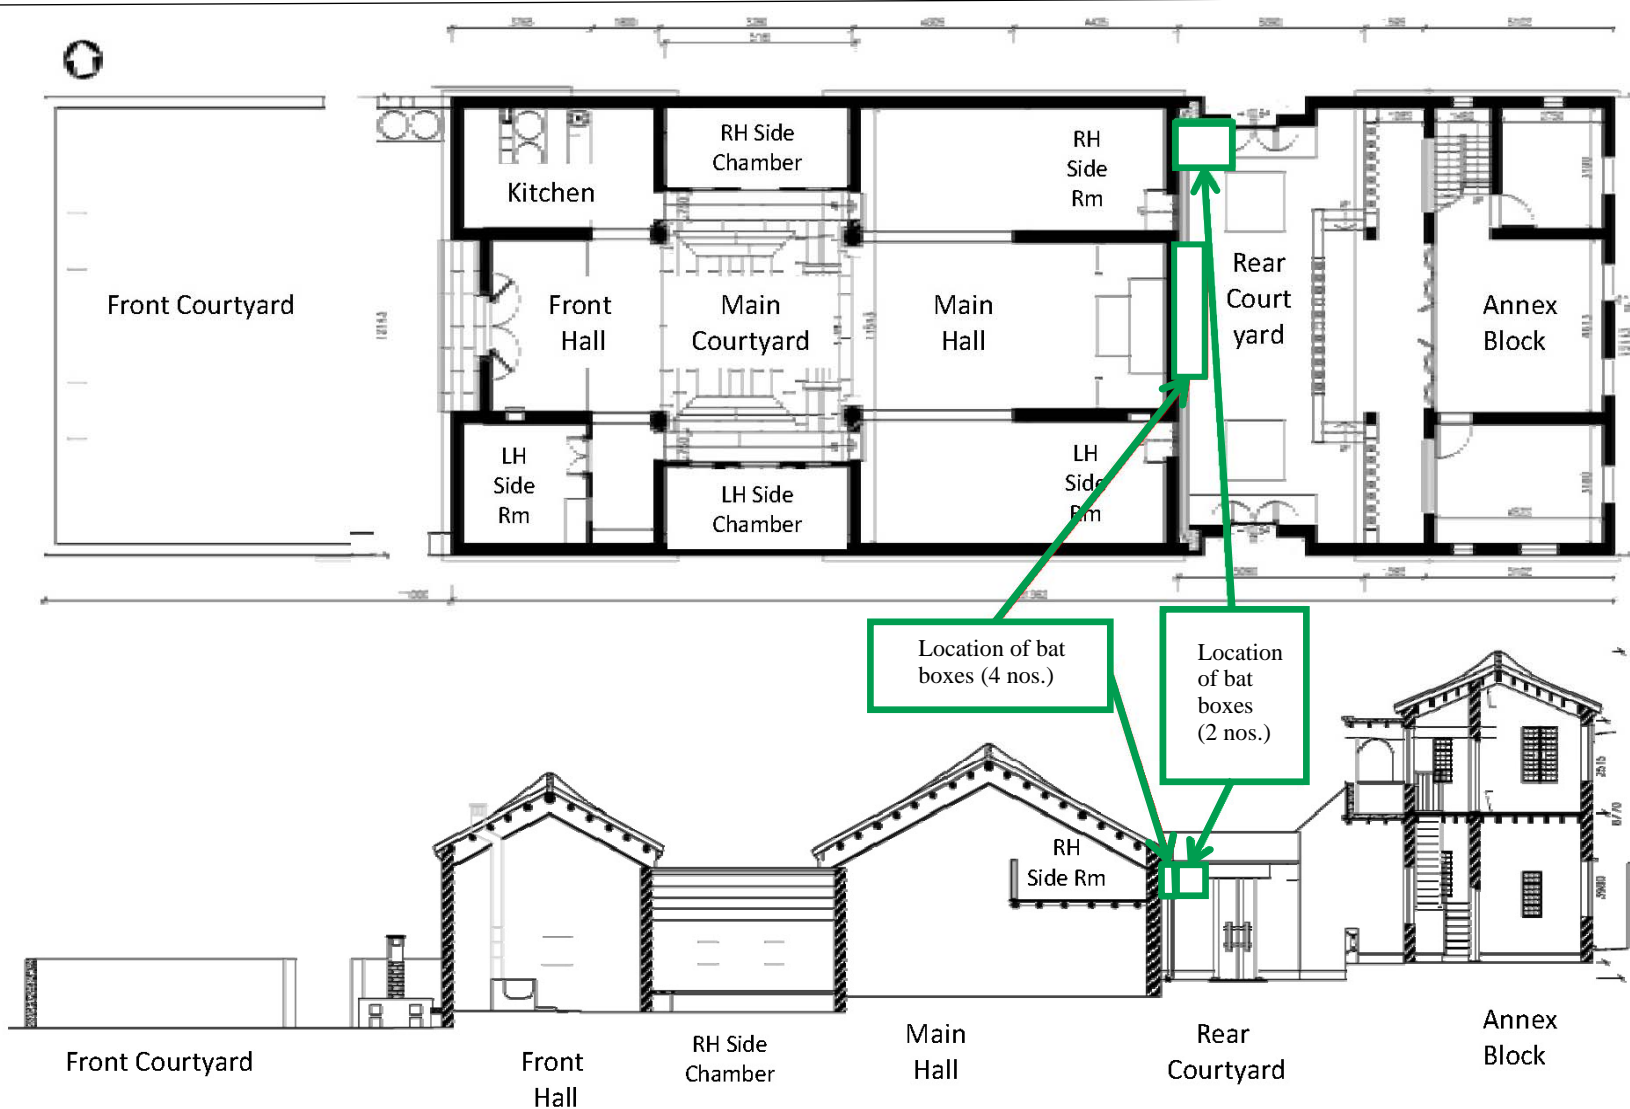 RH Side
Chamber
RH
Side
Rm
Kitchen
Front Courtyard
Front
Hall
Main
Courtyard
Main
Hall
Rear
Court
yard
Annex
Block
LH
Side
Rm
LH Side
Chamber
LH
Side
Rm
Location of bat
boxes (4 nos.)
Location
of bat
boxes
(2 nos.)
RH
Side Rm
2515
8770
3980
Front Courtyard
Front
Hall
RH Side
Chamber
Main
Hall
Rear
Courtyard
Annex
Block